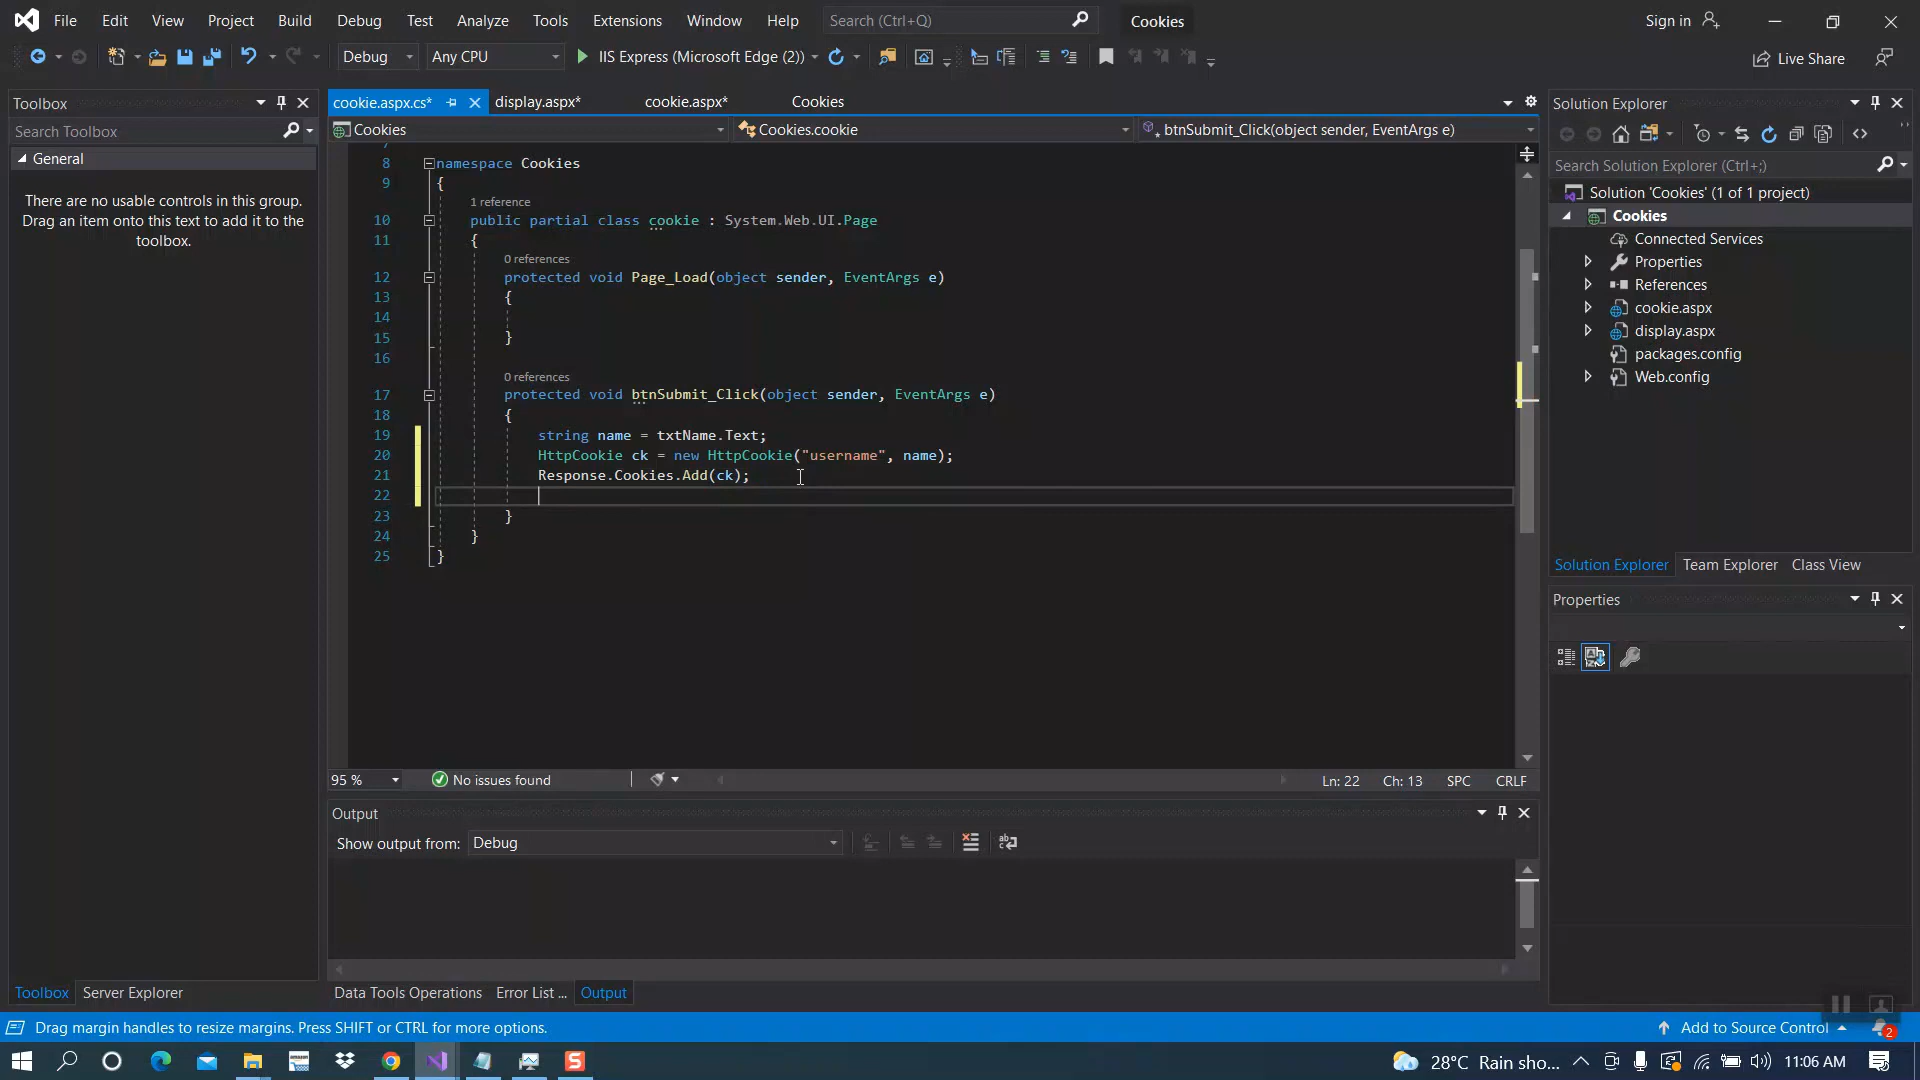 File Edit View Project Build Debug Test Analyze Tools Extensions Window Help Search (Ctrl+Q) Cookies Sign in
Debug Any CPU IIS Express (Microsoft Edge (2)) Live Share
Toolbox
Search Toolbox
General
There are no usable controls in this group.
Drag an item onto this text to add it to the
toolbox.
Toolbox Server Explorer
cookie.aspx.cs* display.aspx* cookie.aspx* Cookies
Cookies Cookies.cookie btnSubmit_Click(object sender, EventArgs e)
7
8 namespace Cookies
9 {
1 reference
10 public partial class cookie : System.Web.UI.Page
11 {
0 references
12 protected void Page_Load(object sender, EventArgs e)
13 {
14
15 }
16
0 references
17 protected void btnSubmit_Click(object sender, EventArgs e)
18 {
19 string name = txtName.Text;
20 HttpCookie ck = new HttpCookie("username", name);
21 Response.Cookies.Add(ck);
22
23 }
24 }
25 }
95 % No issues found Ln: 22 Ch: 13 SPC CRLF
Output
Show output from: Debug
Data Tools Operations Error List ... Output
Solution Explorer
Search Solution Explorer (Ctrl+;)
Solution 'Cookies' (1 of 1 project)
Cookies
Connected Services
Properties
References
cookie.aspx
display.aspx
packages.config
Web.config
Solution Explorer Team Explorer Class View
Properties
Drag margin handles to resize margins. Press SHIFT or CTRL for more options. Add to Source Control 2
28°C Rain sho... 11:06 AM